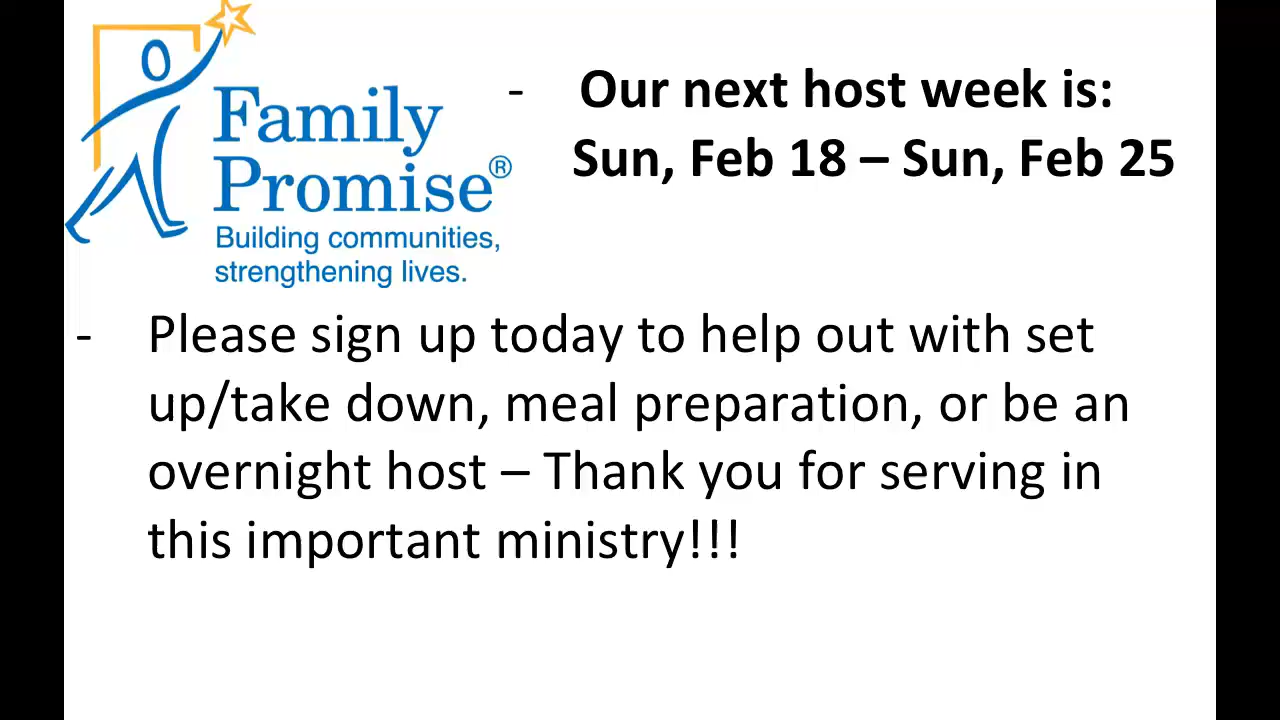 Family
Promise®
Building communities,
strengthening lives.
- Our next host week is:
Sun, Feb 18 – Sun, Feb 25
- Please sign up today to help out with set
up/take down, meal preparation, or be an
overnight host – Thank you for serving in
this important ministry!!!